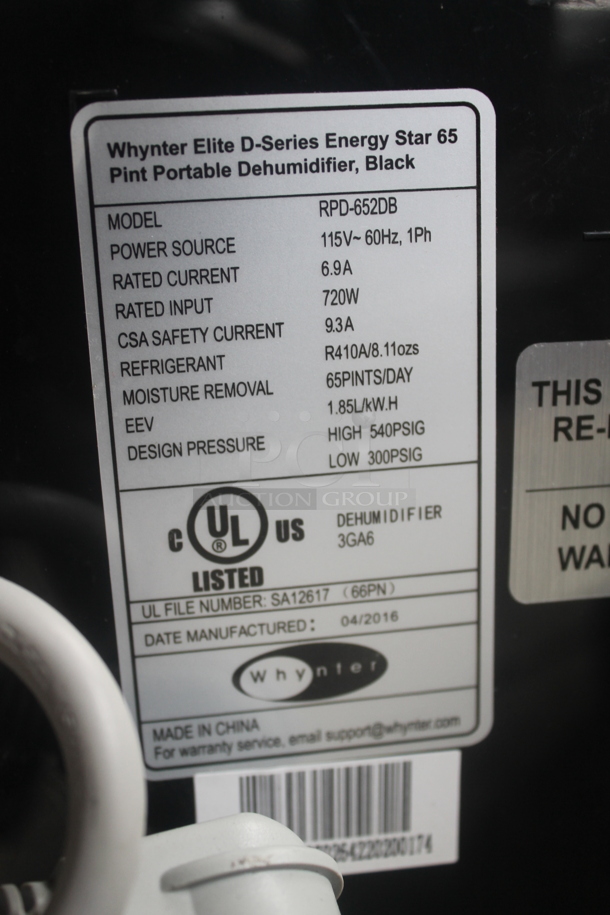 Whynter Elite D-Series Energy Star 65
Pint Portable Dehumidifier, Black
MODEL RPD-652DB
POWER SOURCE 115V~ 60Hz, 1Ph
RATED CURRENT 6.9A
RATED INPUT 720W
CSA SAFETY CURRENT 9.3A
REFRIGERANT R410A/8.11ozs
MOISTURE REMOVAL 65PINTS/DAY
EEV 1.85L/kW.H
DESIGN PRESSURE HIGH 540PSIG
LOW 300PSIG
PCI
AUCTION GROUP
C UL® US
LISTED
DEHUMIDIFIER
3GA6
UL FILE NUMBER: SA12617 (66PN)
DATE MANUFACTURED: 04/2016
Whynter
MADE IN CHINA
For warranty service, email support@whynter.com
THIS
RE-
NO
WA